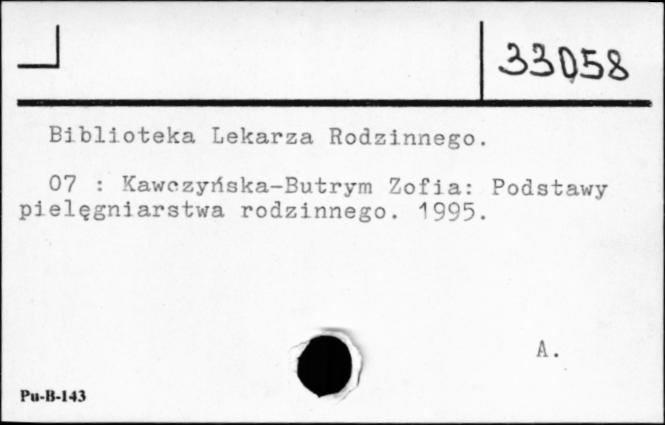 33058
Biblioteka Lekarza Rodzinnego.
07 : Kawczyńska-Butrym Zofia: Podstawy
pielęgniarstwa rodzinnego. 1995.
A.
Pu-B-143